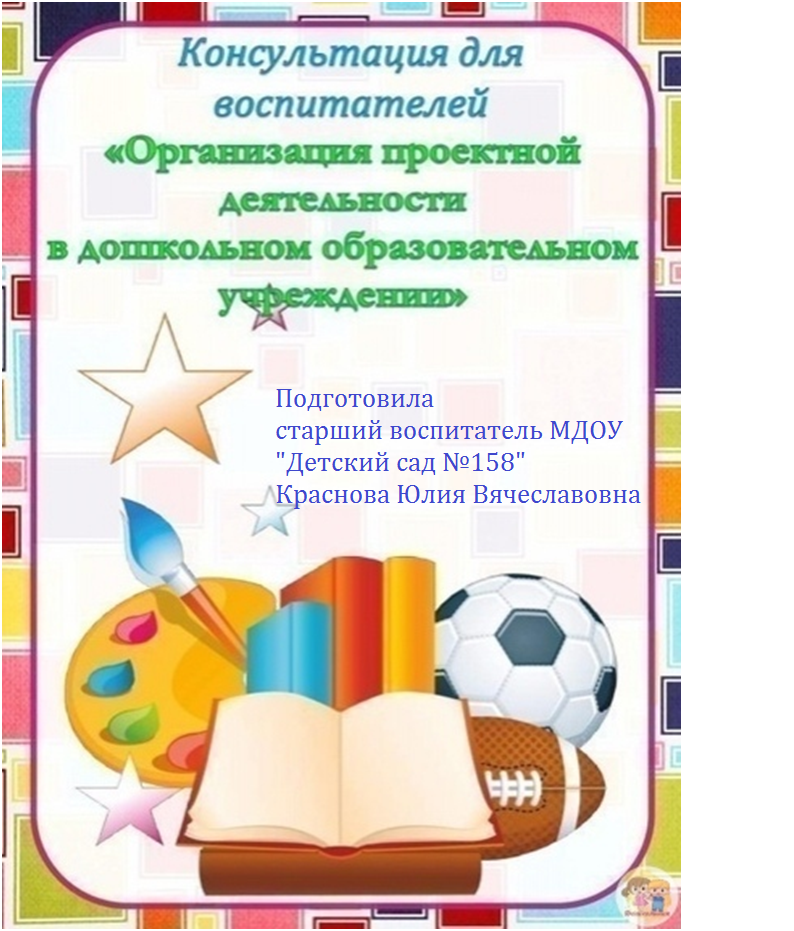 Консультация для
воспитателей
«Организация проектной
деятельности
в дошкольном образовательном
учреждении»
Подготовила
старший воспитатель МДОУ
"Детский сад №158"
Краснова Юлия Вячеславовна